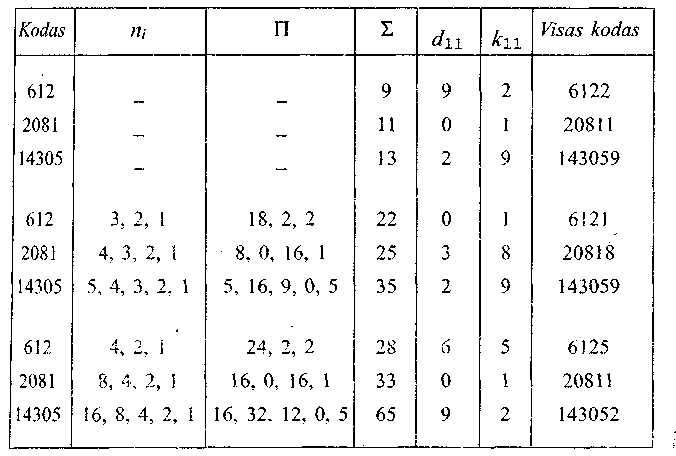 Kodas nᵢ Π Σ d₁₁ k₁₁ Visas kodas
612 – – 9 9 2 6122
2081 – – 11 0 1 20811
14305 – – 13 2 9 143059
612 3, 2, 1 18, 2, 2 22 0 1 6121
2081 4, 3, 2, 1 8, 0, 16, 1 25 3 8 20818
14305 5, 4, 3, 2, 1 5, 16, 9, 0, 5 35 2 9 143059
612 4, 2, 1 24, 2, 2 28 6 5 6125
2081 8, 4, 2, 1 16, 0, 16, 1 33 0 1 20811
14305 16, 8, 4, 2, 1 16, 32, 12, 0, 5 65 9 2 143052